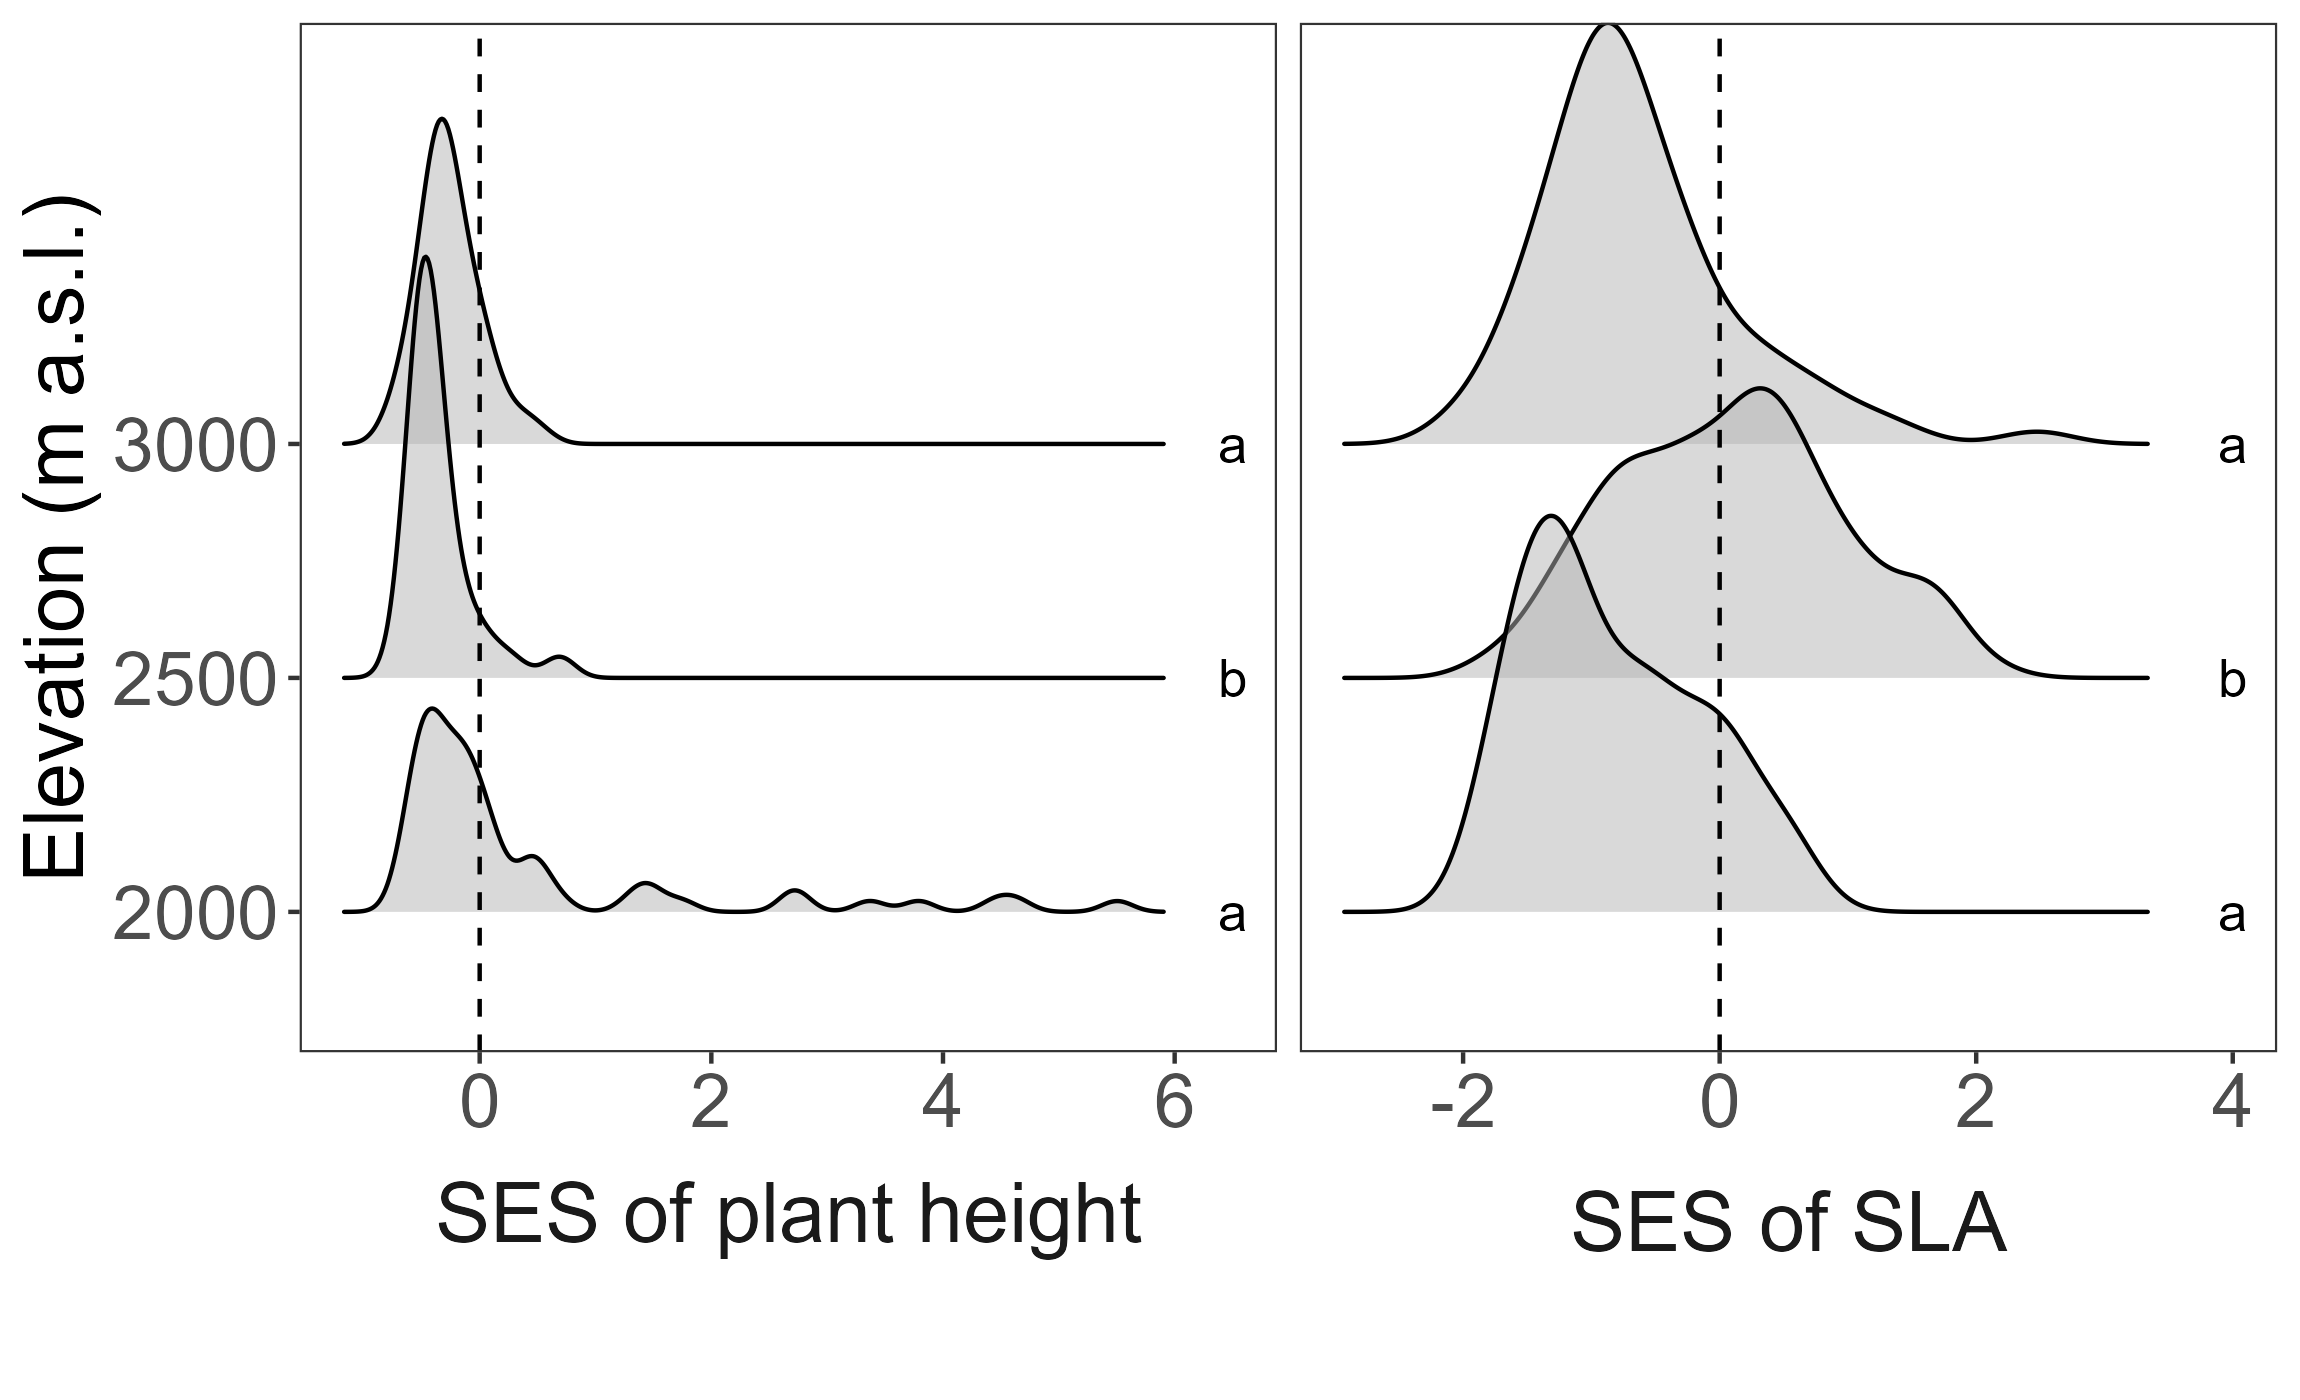 Elevation (m a.s.l.)
3000
2500
2000
a
b
a
a
b
a
0 2 4 6
-2 0 2 4
SES of plant height
SES of SLA